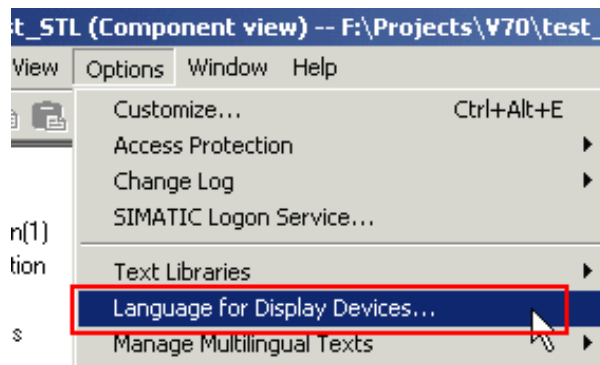 t_STL (Component view) -- F:\Projects\V70\test_
View Options Window Help
Customize... Ctrl+Alt+E
Access Protection
Change Log
SIMATIC Logon Service...
n(1)
tion
Text Libraries
Language for Display Devices...
s
Manage Multilingual Texts